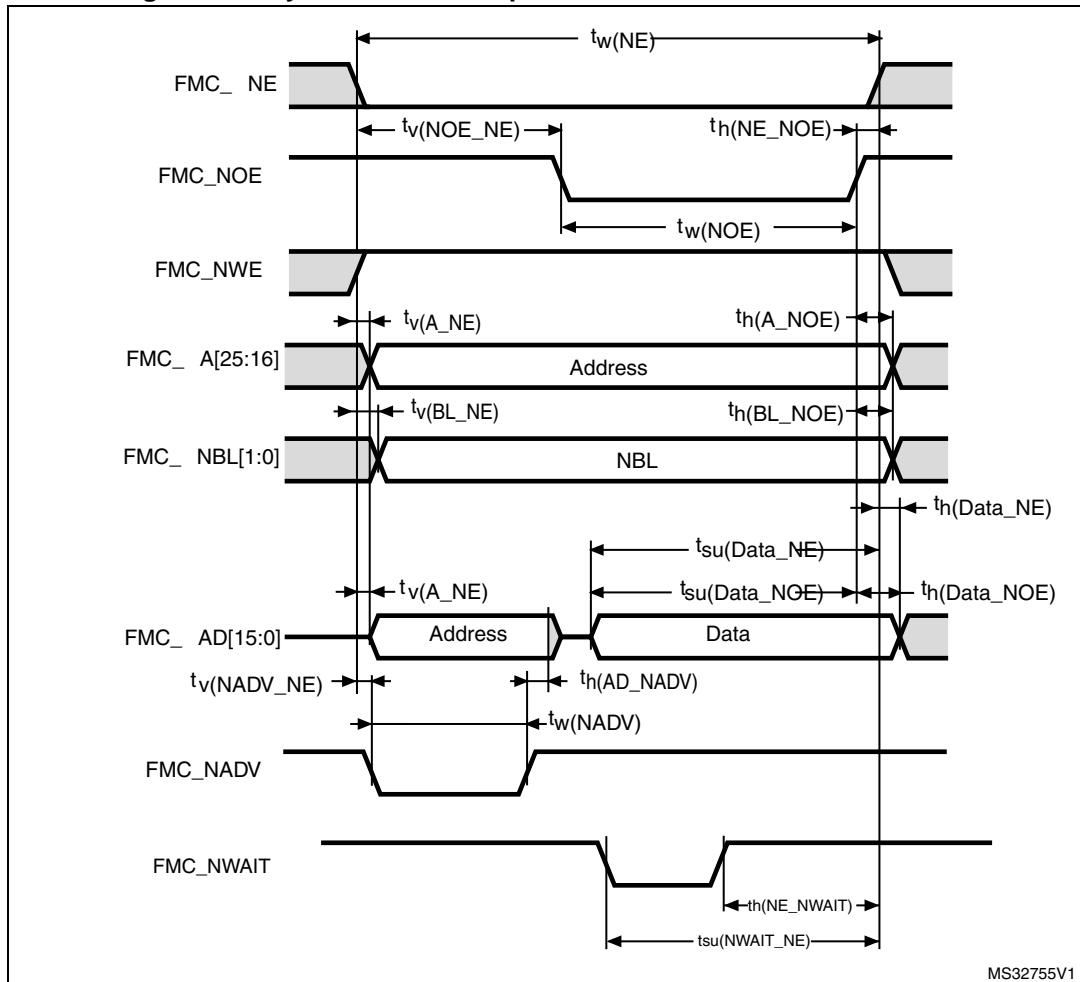 tw(NE)
FMC_ NE
tv(NOE_NE)
th(NE_NOE)
FMC_NOE
tw(NOE)
FMC_NWE
tv(A_NE)
th(A_NOE)
FMC_ A[25:16]
Address
tv(BL_NE)
th(BL_NOE)
FMC_ NBL[1:0]
NBL
th(Data_NE)
tsu(Data_NE)
tv(A_NE)
tsu(Data_NOE)
th(Data_NOE)
FMC_ AD[15:0]
Address
Data
tv(NADV_NE)
th(AD_NADV)
tw(NADV)
FMC_NADV
FMC_NWAIT
th(NE_NWAIT)
tsu(NWAIT_NE)
MS32755V1